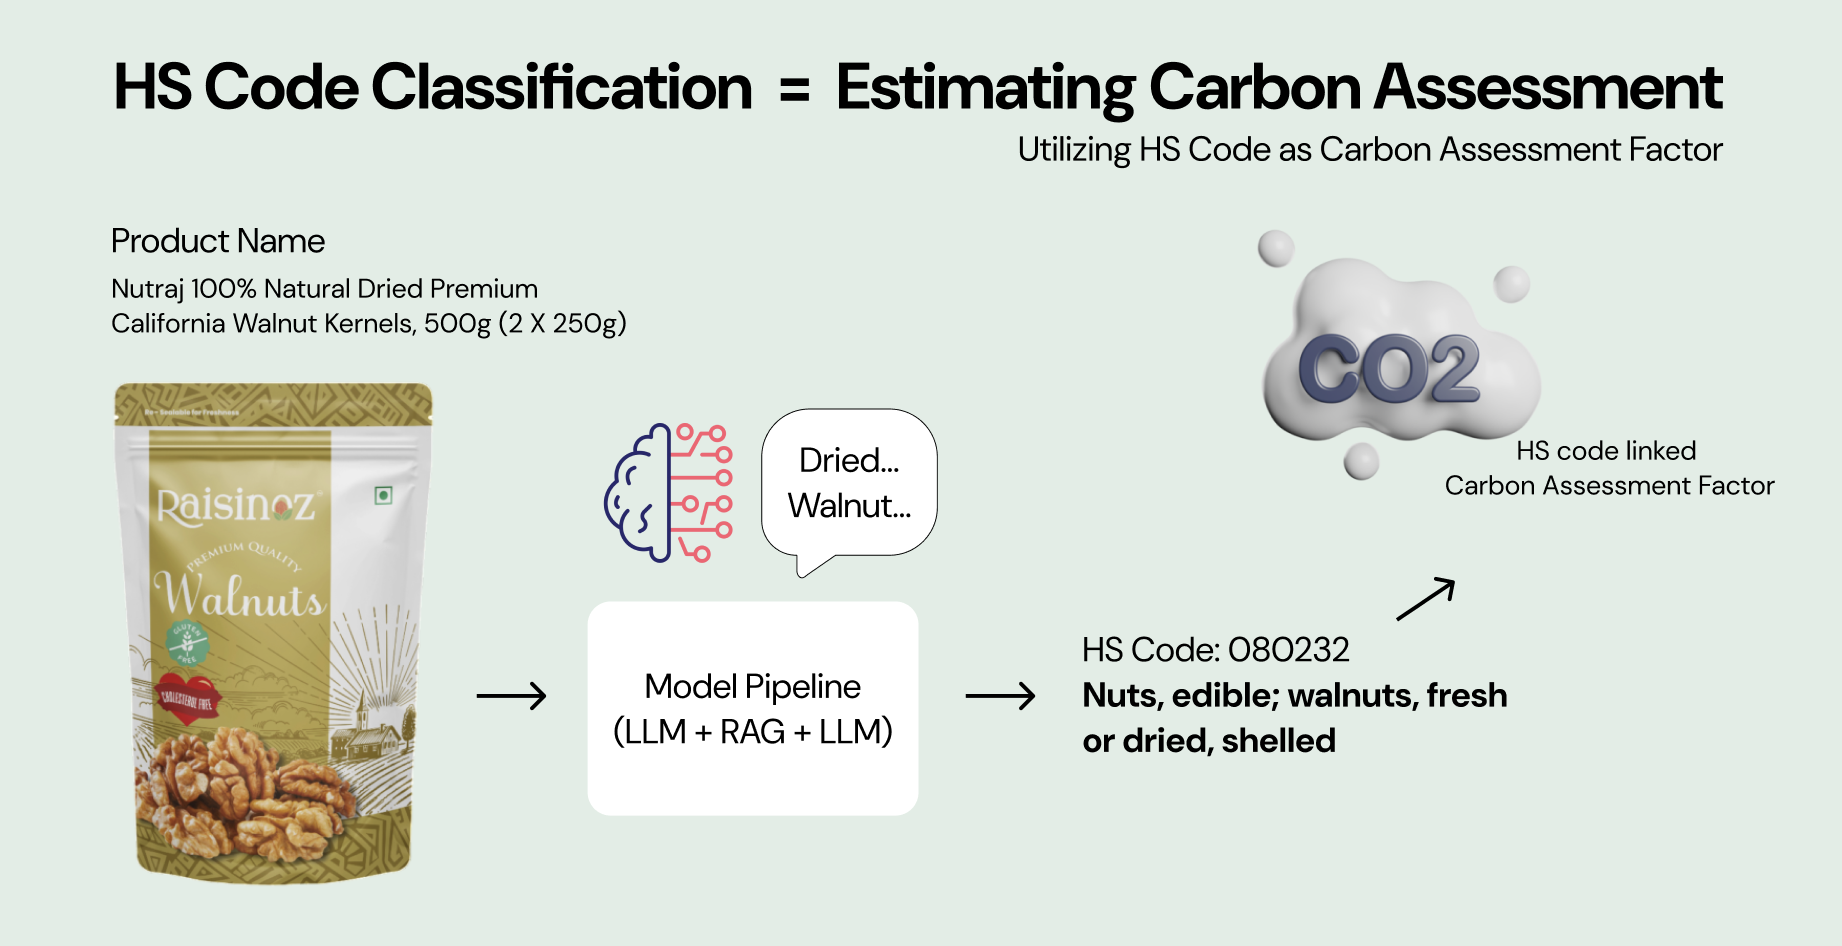 HS Code Classification = Estimating Carbon Assessment
Utilizing HS Code as Carbon Assessment Factor
Product Name
Nutraj 100% Natural Dried Premium
California Walnut Kernels, 500g (2 X 250g)
Re-Sealable for Freshness
Raisinoz
PREMIUM QUALITY
Walnuts
GLUTEN
FREE
CHOLESTEROL FREE
Dried...
Walnut...
Model Pipeline
(LLM + RAG + LLM)
HS Code: 080232
Nuts, edible; walnuts, fresh
or dried, shelled
CO2
HS code linked
Carbon Assessment Factor